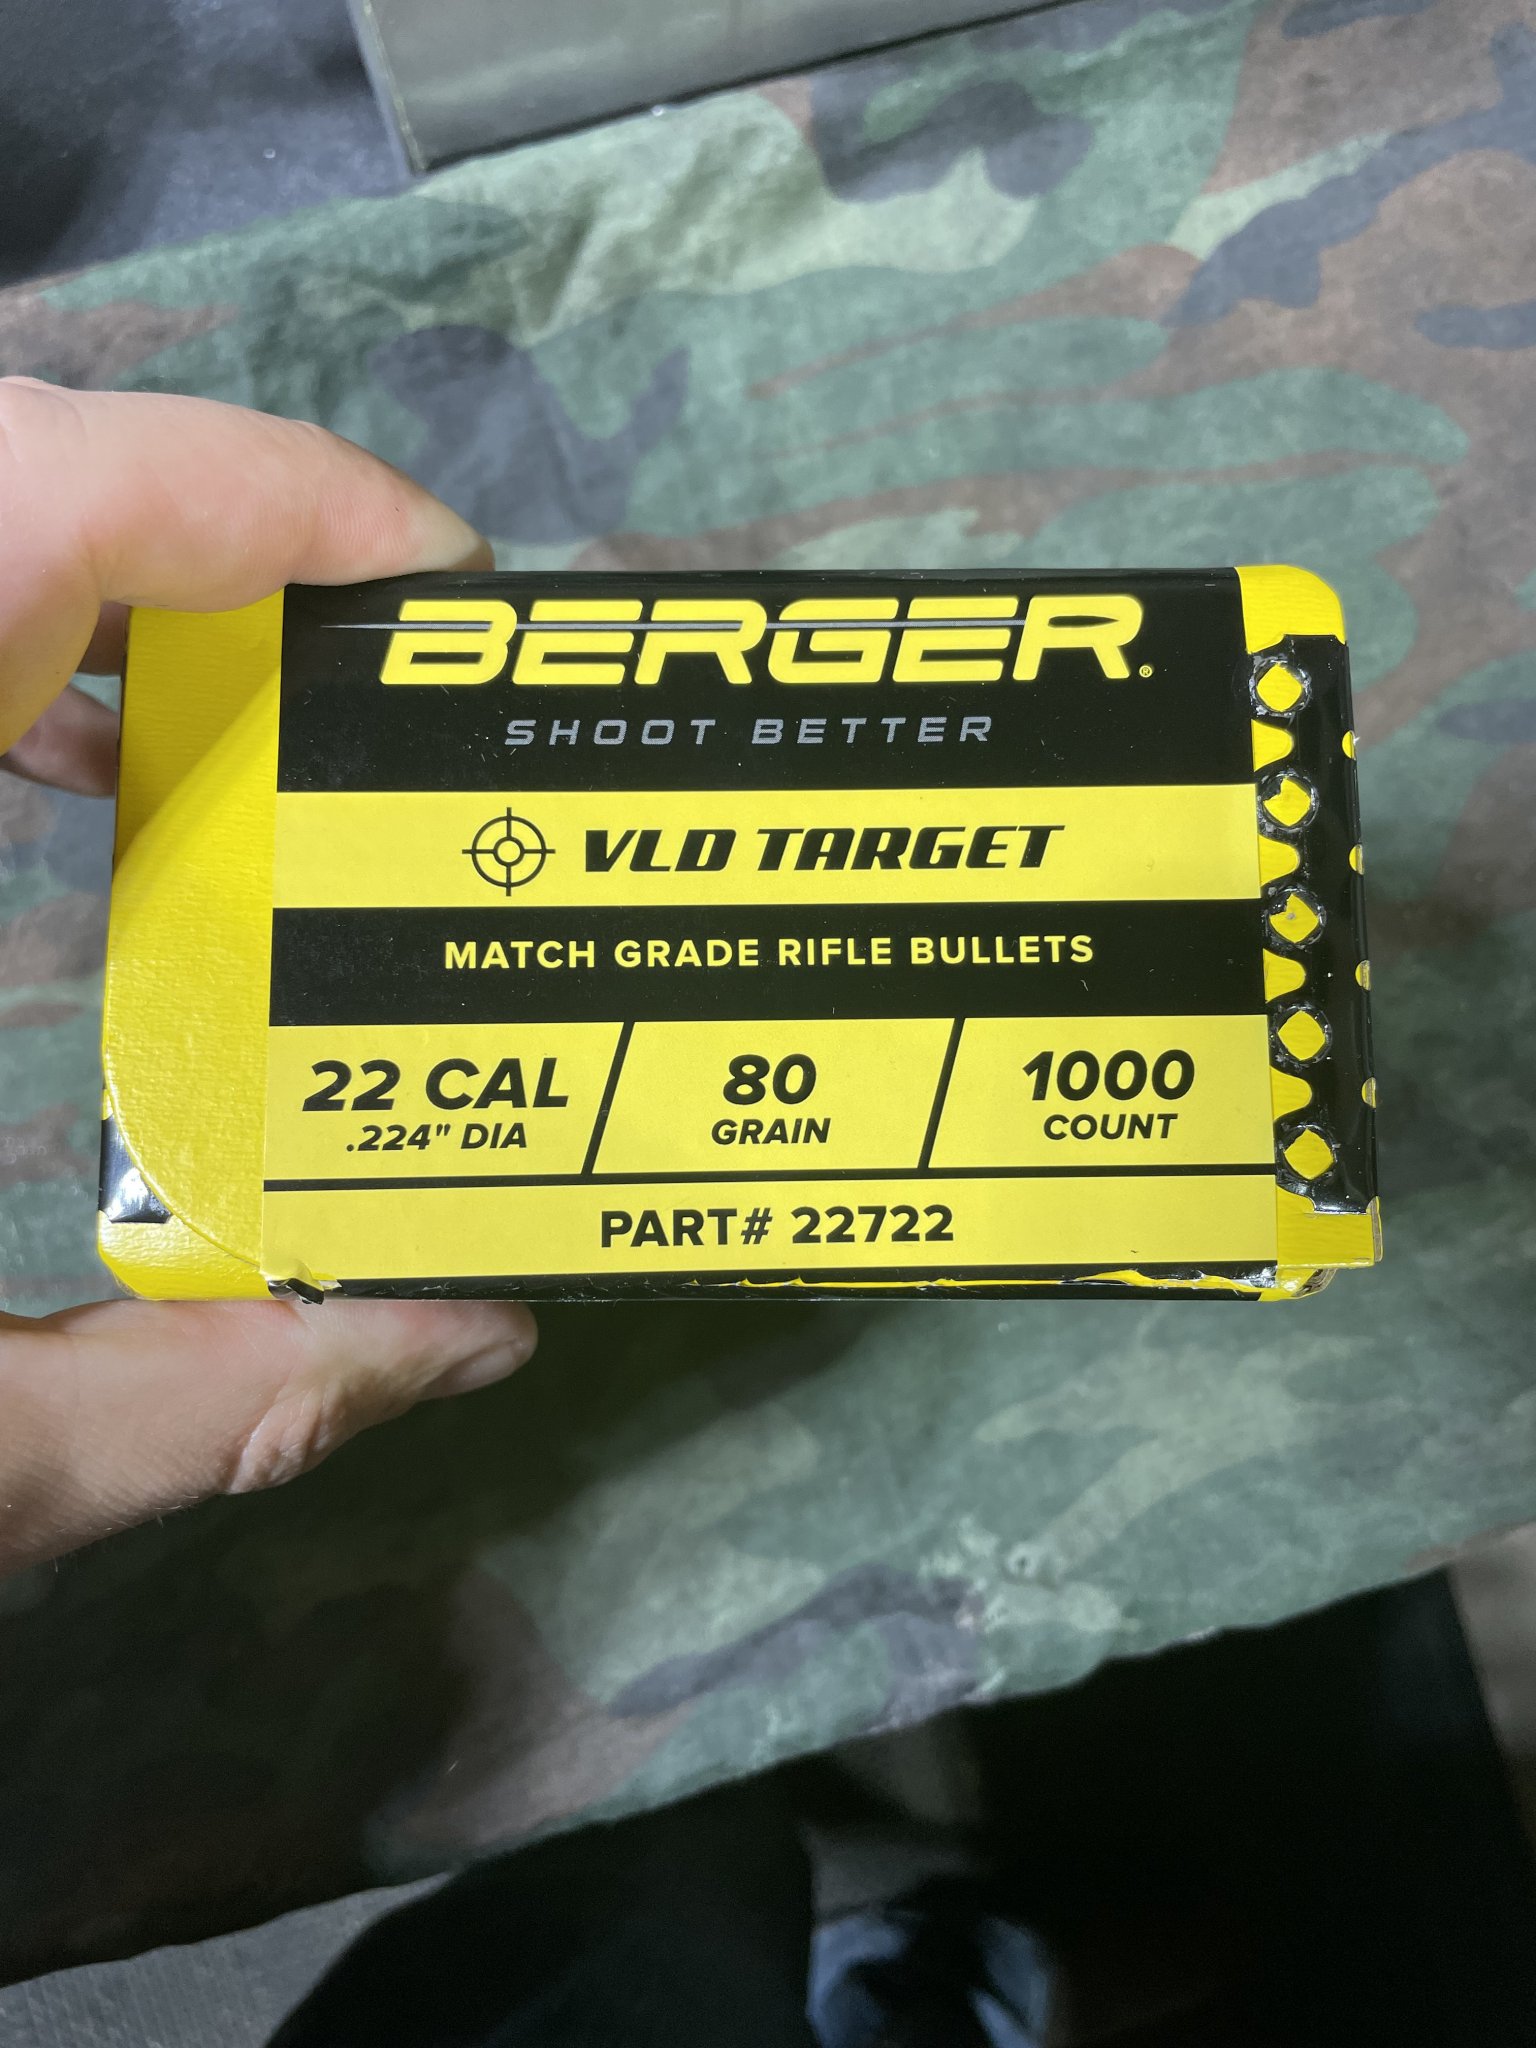 BERGER®
SHOOT BETTER
VLD TARGET
MATCH GRADE RIFLE BULLETS
22 CAL
.224" DIA
80
GRAIN
1000
COUNT
PART# 22722